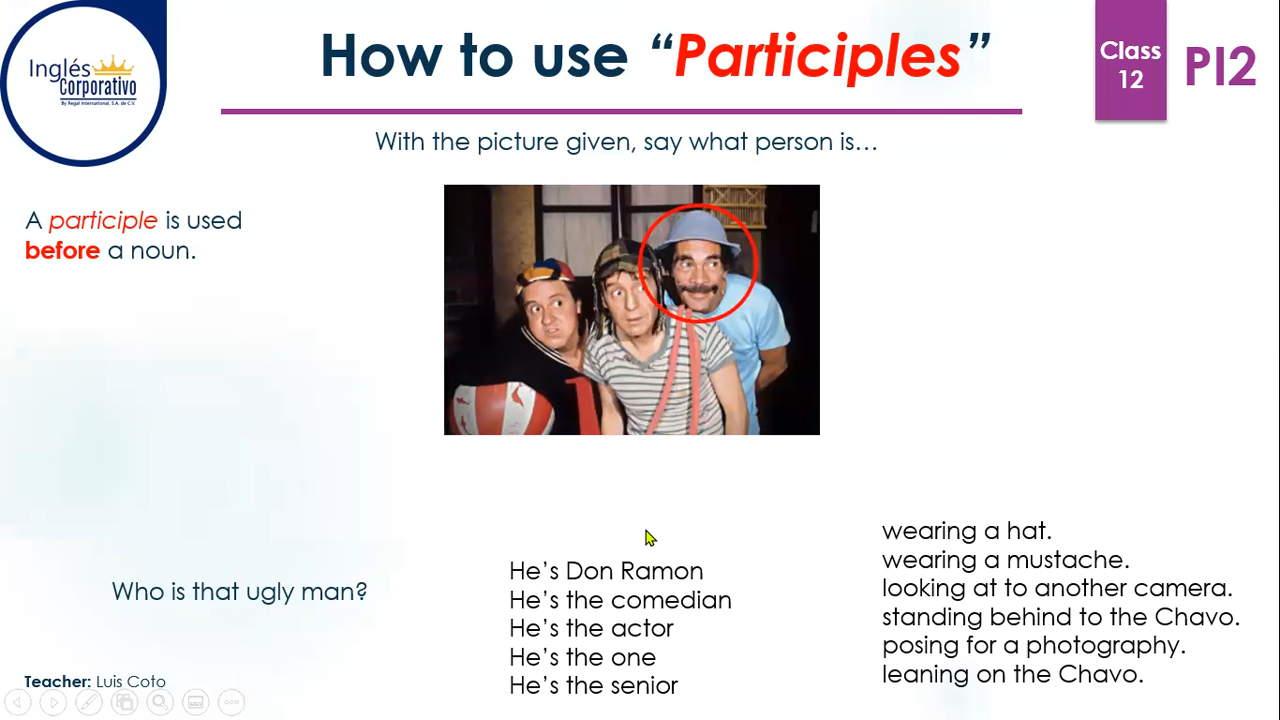 Inglés
Corporativo
By Regal International, S.A. de C.V.
How to use “Participles”
Class
12
PI2
With the picture given, say what person is...
A participle is used
before a noun.
Who is that ugly man?
He’s Don Ramon
He’s the comedian
He’s the actor
He’s the one
He’s the senior
wearing a hat.
wearing a mustache.
looking at to another camera.
standing behind to the Chavo.
posing for a photography.
leaning on the Chavo.
Teacher: Luis Coto